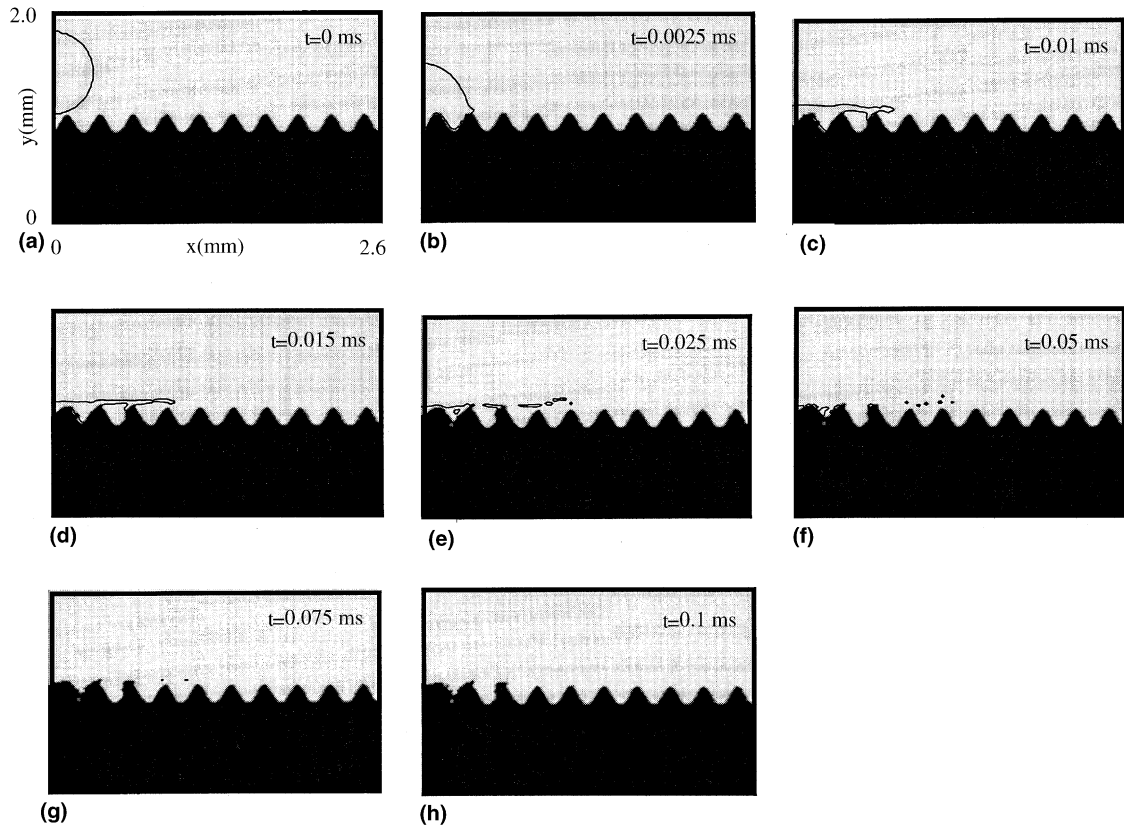 2.0
t=0 ms
y(mm)
0
(a)
0
x(mm)
2.6
t=0.0025 ms
(b)
t=0.01 ms
(c)
t=0.015 ms
(d)
t=0.025 ms
(e)
t=0.05 ms
(f)
t=0.075 ms
(g)
t=0.1 ms
(h)